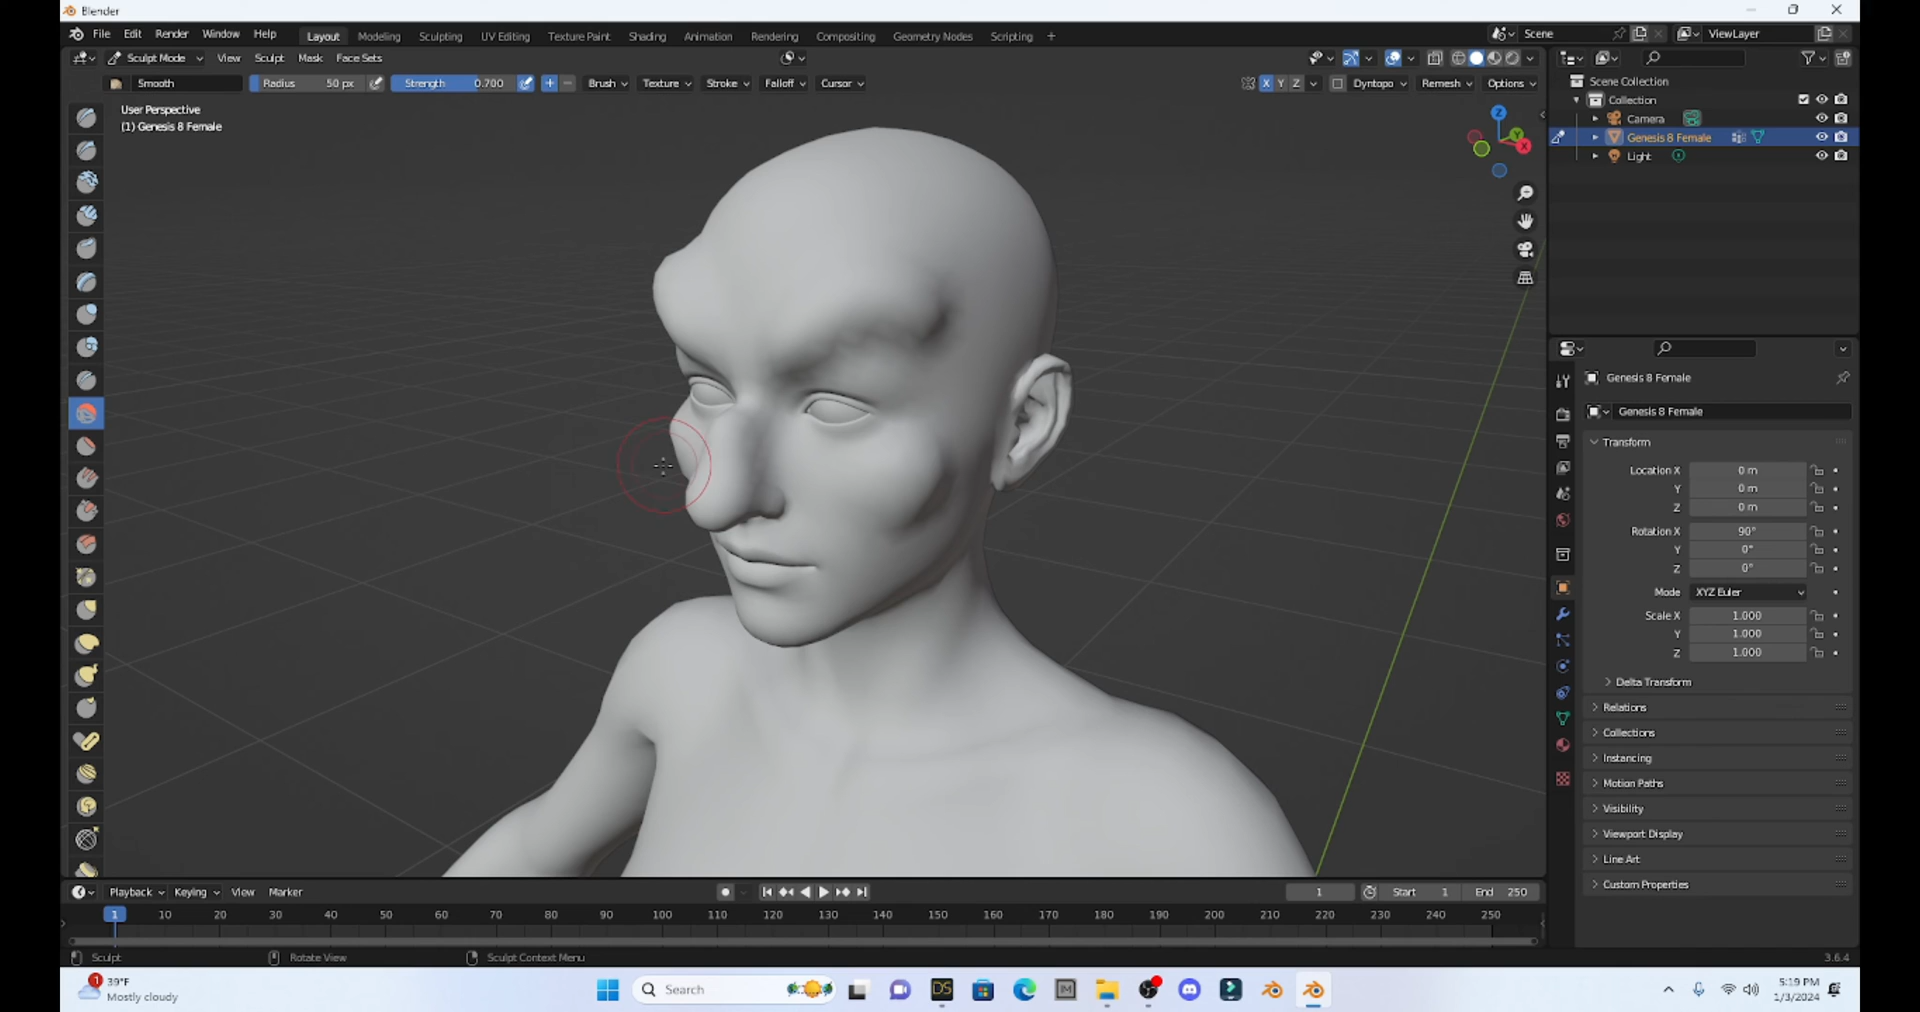 Blender
File Edit Render Window Help Layout Modeling Sculpting UV Editing Texture Paint Shading Animation Rendering Compositing Geometry Nodes Scripting + Scene ViewLayer
Sculpt Mode View Sculpt Mask Face Sets
Smooth Radius 50 px Strength 0.700 Brush Texture Stroke Falloff Cursor X Y Z Dyntopo Remesh Options
User Perspective
(1) Genesis 8 Female
Z
Y
X
Scene Collection
Collection
Camera
Genesis 8 Female
Light
Genesis 8 Female
Genesis 8 Female
Transform
Location X 0 m
Y 0 m
Z 0 m
Rotation X 90°
Y 0°
Z 0°
Mode XYZ Euler
Scale X 1.000
Y 1.000
Z 1.000
Delta Transform
Relations
Collections
Instancing
Motion Paths
Visibility
Viewport Display
Line Art
Custom Properties
Playback Keying View Marker 1 Start 1 End 250
1 10 20 30 40 50 60 70 80 90 100 110 120 130 140 150 160 170 180 190 200 210 220 230 240 250
Sculpt Rotate View Sculpt Context Menu 3.6.4
1 39°F
Mostly cloudy
Search
DS
M
5:19 PM
1/3/2024